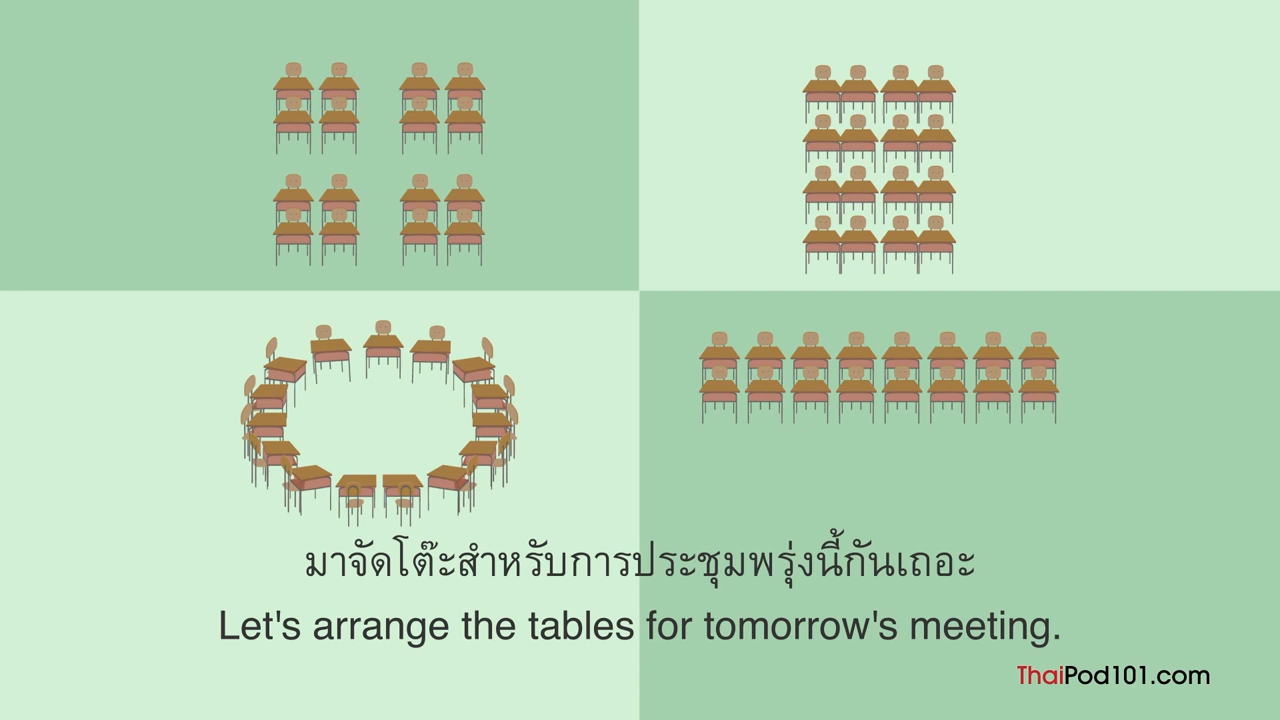 มาจัดโต๊ะสำหรับการประชุมพรุ่งนี้กันเถอะ
Let's arrange the tables for tomorrow's meeting.
ThaiPod101.com